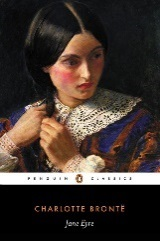 PENGUIN CLASSICS
CHARLOTTE BRONTË
Jane Eyre